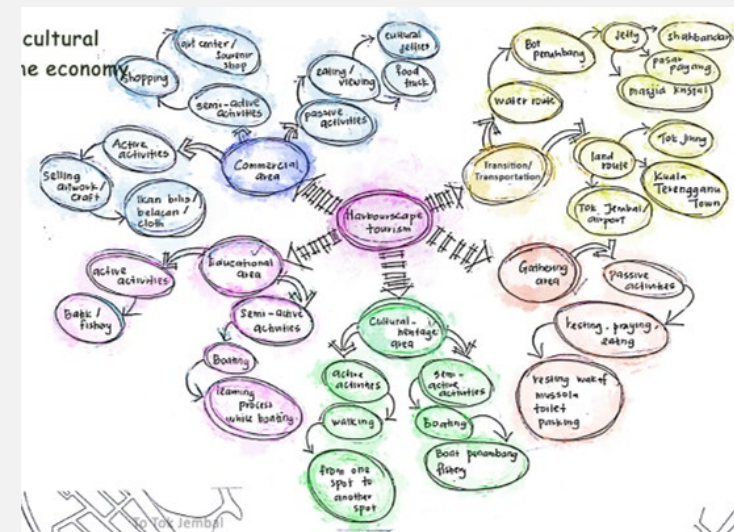 cultural
ne economy
art center/
souvenir
shop
shopping
semi-active
activities
eating/
viewing
cultural
jetties
food
truck
passive
activities
Active
activities
Commercial
area
Selling
artwork/
craft
Ikan bilis/
belacan/
cloth
Harbourscape
tourism
Bot
penambang
Jetty
shahbandar
pasar
payang
masjid kristal
water route
Transition/
Transportation
land
route
Tok Jiring
Kuala
Terengganu
Town
Tok Jembal/
airport
Educational
area
active
activities
Batik/
fishery
Semi-active
activities
Boating
learning
process
while boating
Cultural-
heritage
area
active
activities
walking
from one
spot to
another
spot
semi-
active
activities
Boating
Boat penambang
fishery
Gathering
area
passive
activities
resting, praying,
eating
resting wakaf
mussola
toilet
parking
To Tok Jembal